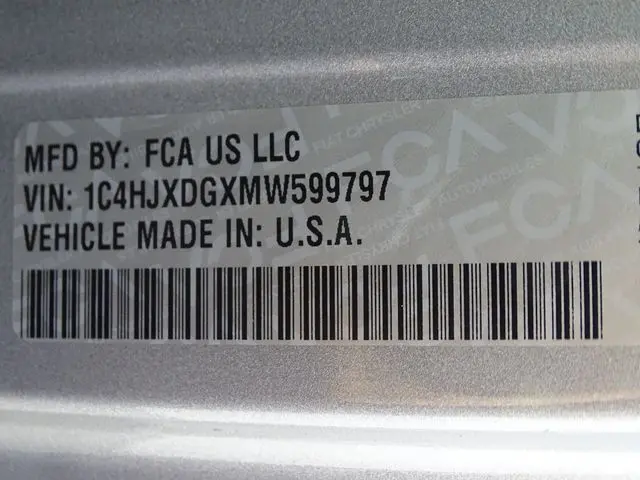 MFD BY: FCA US LLC
VIN: 1C4HJXDGXMW599797
VEHICLE MADE IN: U.S.A.